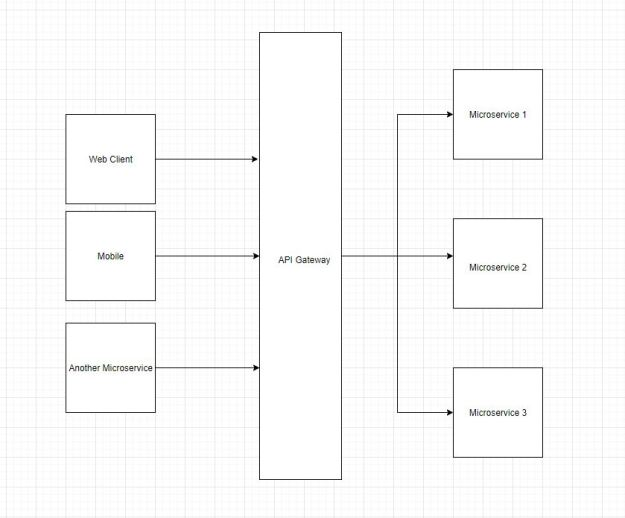 Web Client
Mobile
Another Microservice
API Gateway
Microservice 1
Microservice 2
Microservice 3